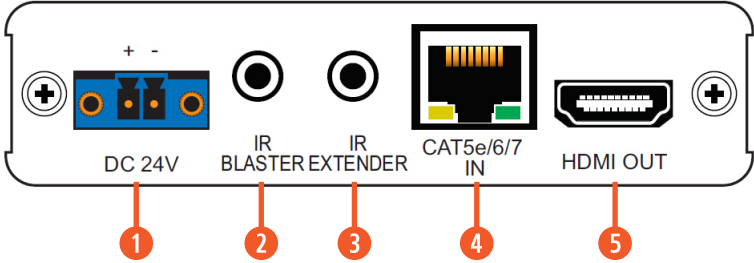 + -
DC 24V
IR
BLASTER
IR
EXTENDER
CAT5e/6/7
IN
HDMI OUT
1
2
3
4
5